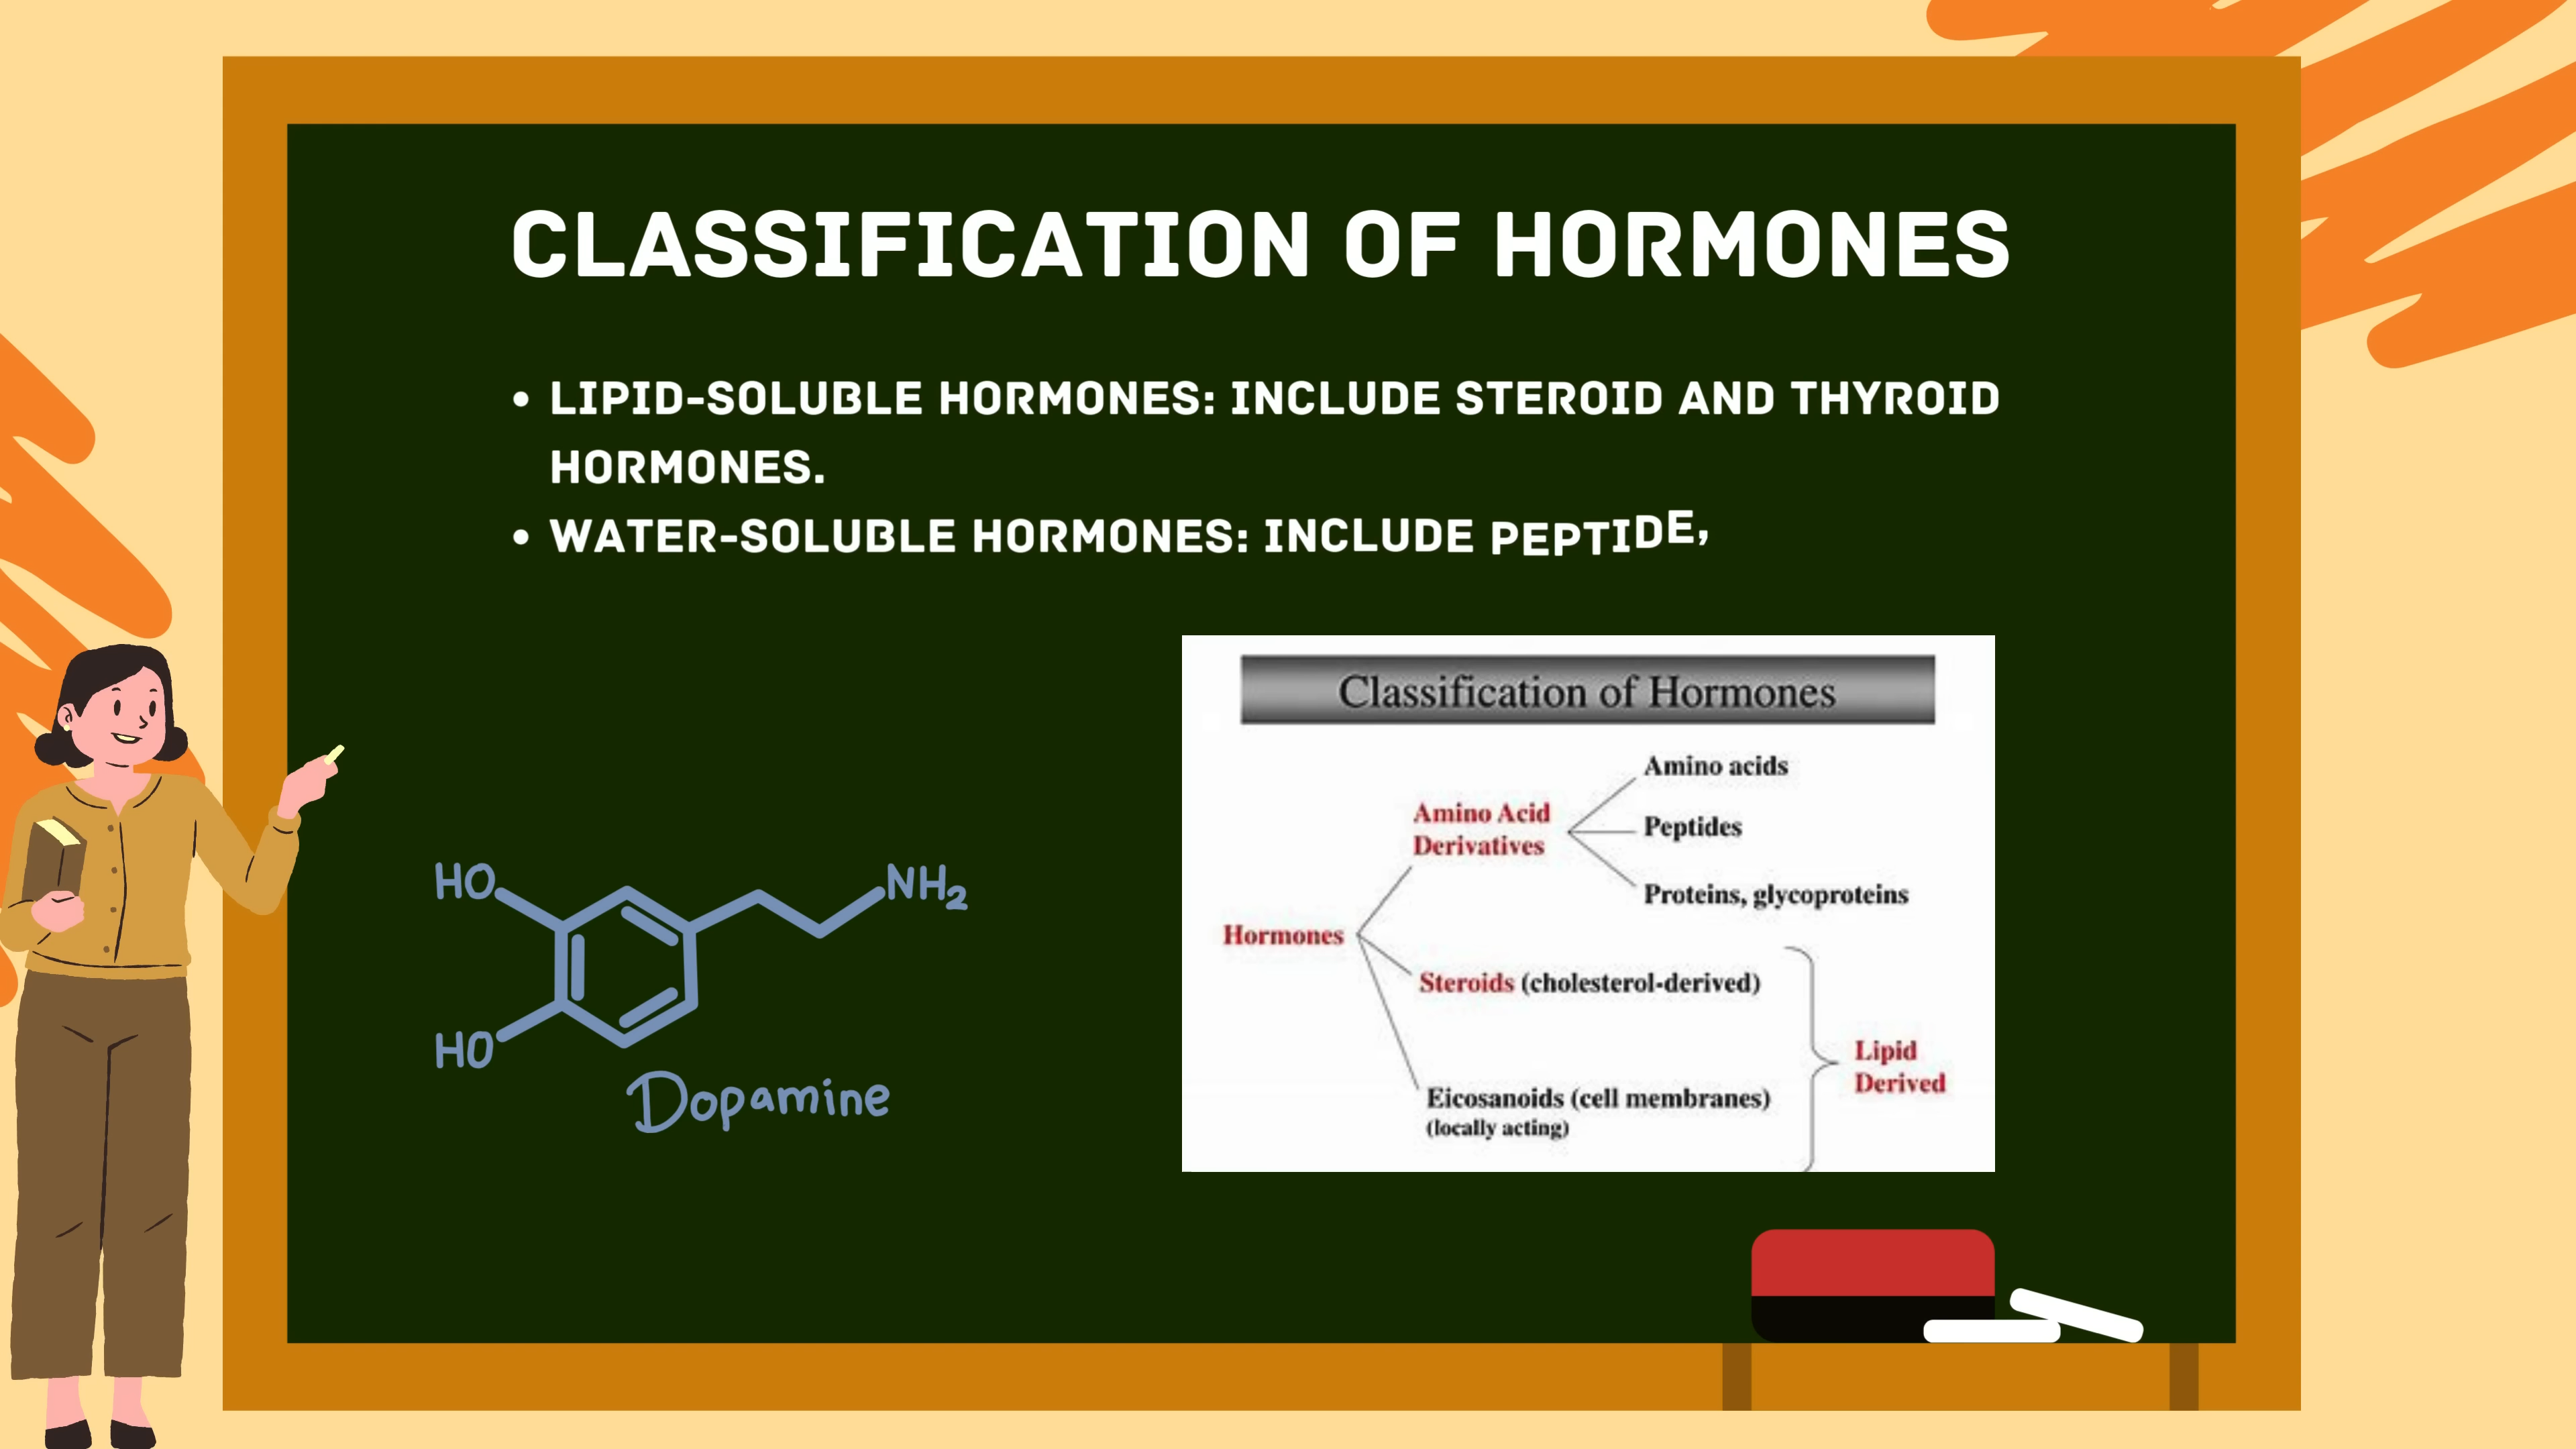 CLASSIFICATION OF HORMONES
• LIPID-SOLUBLE HORMONES: INCLUDE STEROID AND THYROID
HORMONES.
• WATER-SOLUBLE HORMONES: INCLUDE PEPTIDE,
HO
NH2
HO
Dopamine
Classification of Hormones
Amino acids
Amino Acid
Derivatives
Peptides
Proteins, glycoproteins
Hormones
Steroids (cholesterol-derived)
Lipid
Derived
Eicosanoids (cell membranes)
(locally acting)